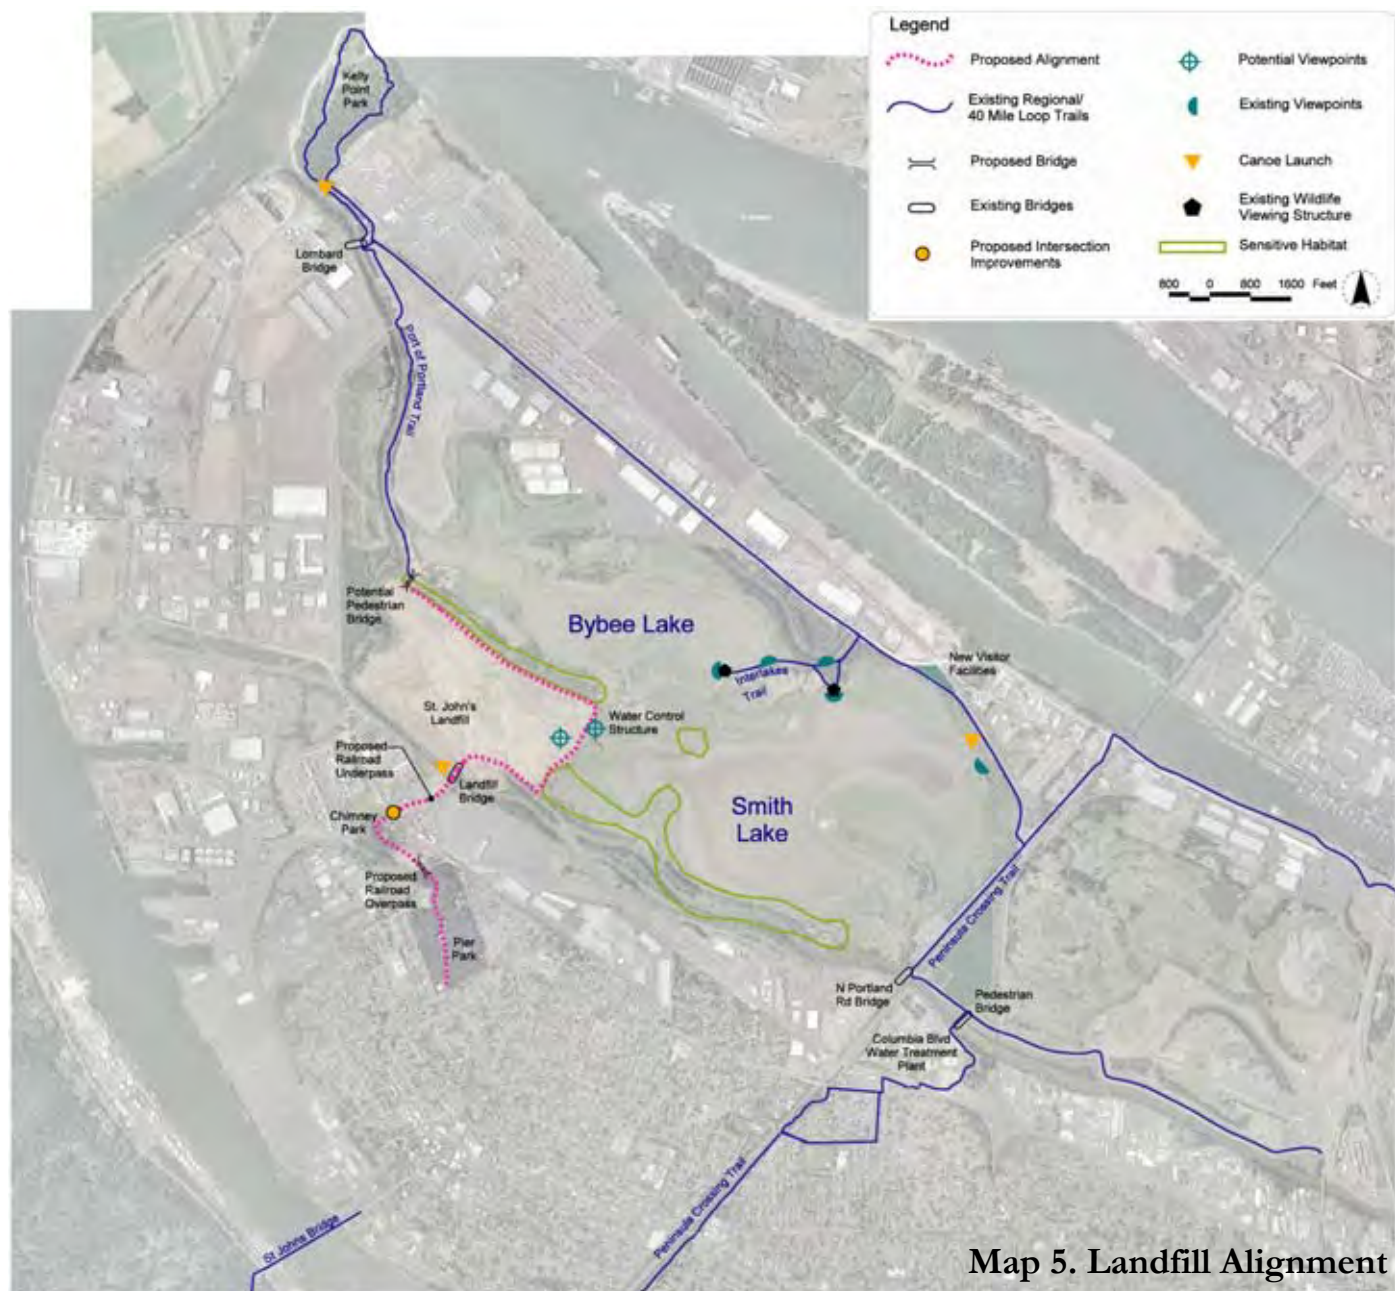 Legend
Proposed Alignment
Existing Regional/
40 Mile Loop Trails
Proposed Bridge
Existing Bridges
Proposed Intersection
Improvements
Potential Viewpoints
Existing Viewpoints
Canoe Launch
Existing Wildlife
Viewing Structure
Sensitive Habitat
800 0 800 1600 Feet
Kelly
Point
Park
Lombard
Bridge
Port of Portland Trail
Potential
Pedestrian
Bridge
Bybee Lake
Interlakes
Trail
New Visitor
Facilities
St. John's
Landfill
Water Control
Structure
Proposed
Railroad
Underpass
Landfill
Bridge
Chimney
Park
Smith
Lake
Proposed
Railroad
Overpass
Pier
Park
Peninsula Crossing Trail
N Portland
Rd Bridge
Pedestrian
Bridge
Columbia Blvd
Water Treatment
Plant
Peninsula Crossing Trail
St Johns Bridge
Map 5. Landfill Alignment